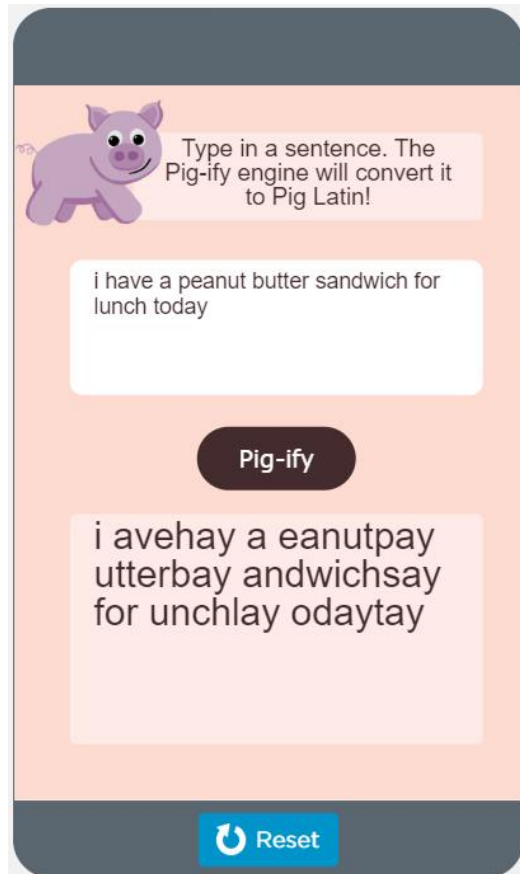 Type in a sentence. The
Pig-ify engine will convert it
to Pig Latin!
i have a peanut butter sandwich for
lunch today
Pig-ify
i avehay a eanutpay
utterbay andwichsay
for unchlay odaytay
Reset